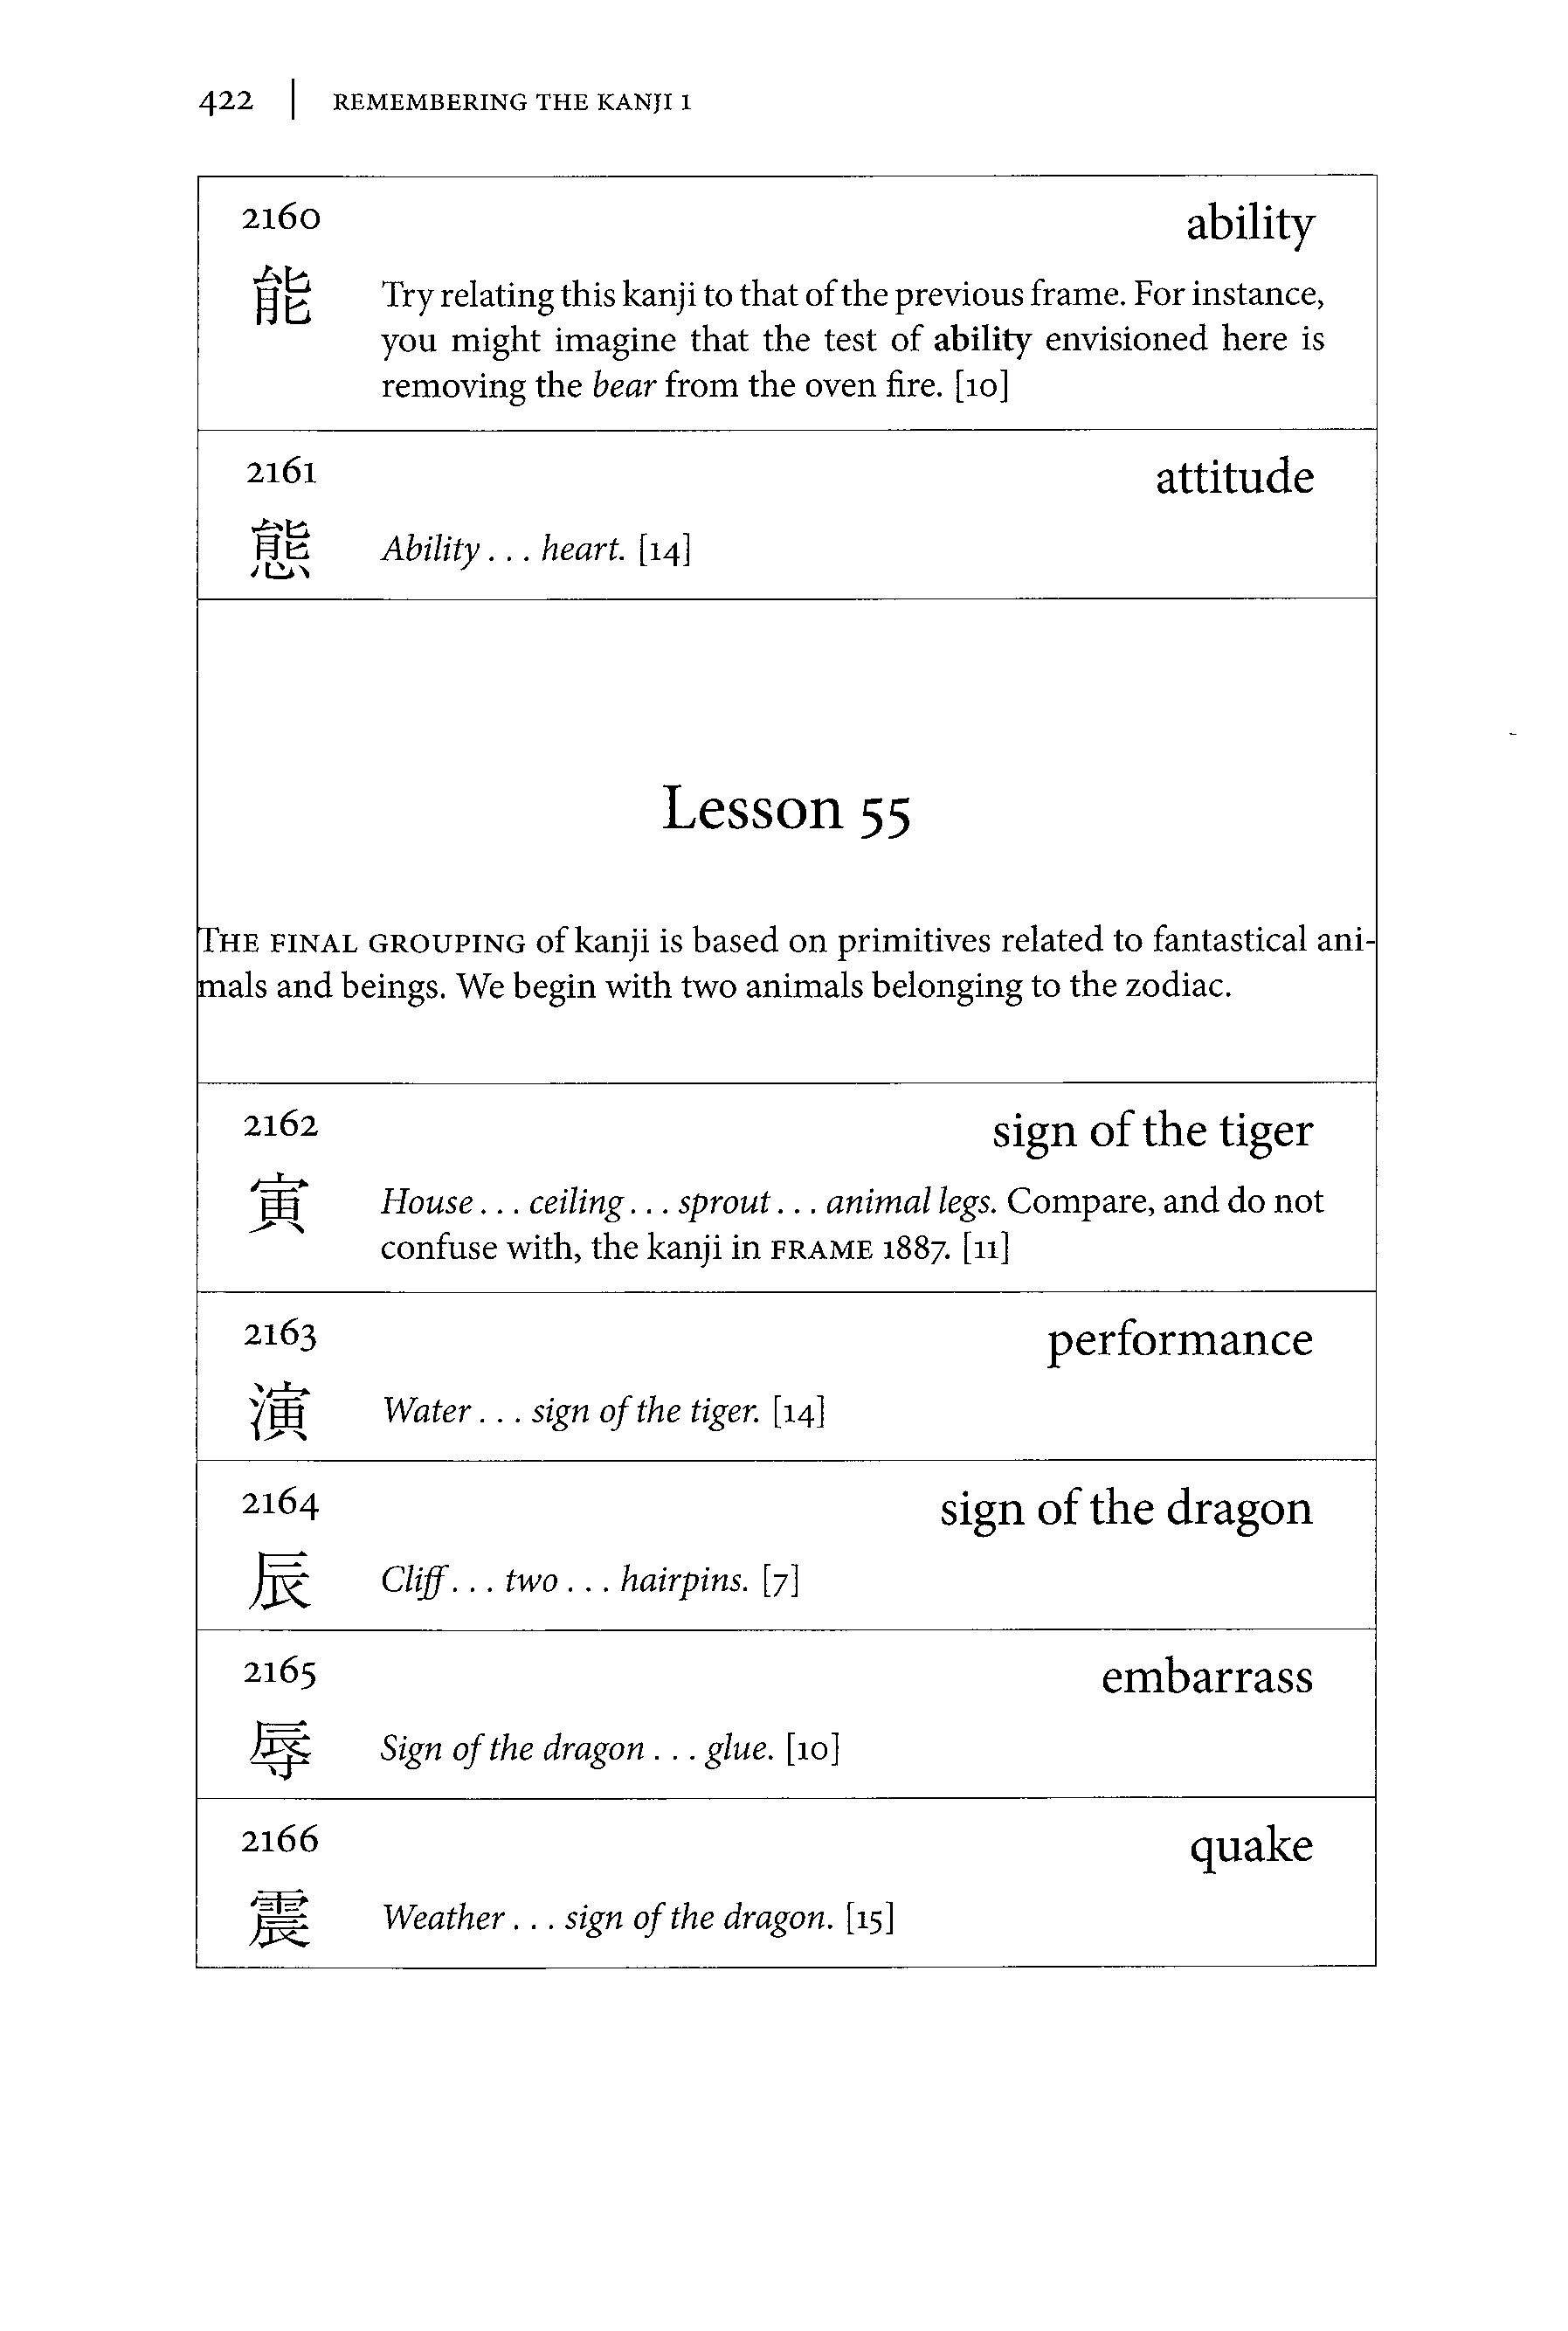 422 | REMEMBERING THE KANJI 1
2160 ability
能 Try relating this kanji to that of the previous frame. For instance,
you might imagine that the test of ability envisioned here is
removing the bear from the oven fire. [10]
2161 attitude
態 Ability . . . heart. [14]
Lesson 55
THE FINAL GROUPING of kanji is based on primitives related to fantastical ani-
mals and beings. We begin with two animals belonging to the zodiac.
2162 sign of the tiger
寅 House . . . ceiling . . . sprout . . . animal legs. Compare, and do not
confuse with, the kanji in FRAME 1887. [11]
2163 performance
演 Water . . . sign of the tiger. [14]
2164 sign of the dragon
辰 Cliff . . . two . . . hairpins. [7]
2165 embarrass
辱 Sign of the dragon . . . glue. [10]
2166 quake
震 Weather . . . sign of the dragon. [15]